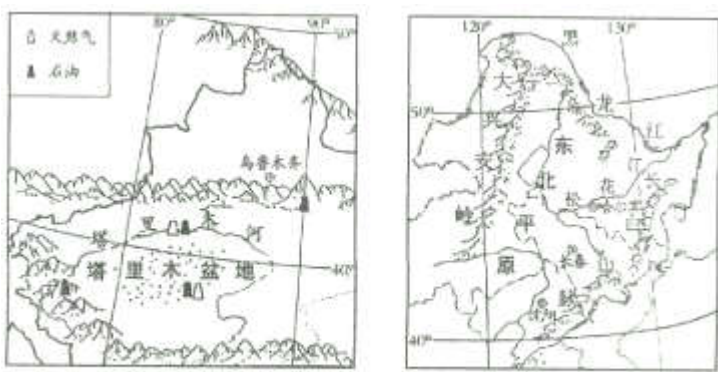 80° 90° 50°
天然气
石油
乌鲁木齐
塔里木河
塔里木盆地
40°
120° 130°
黑龙江
大兴安岭
50°
东北平原
松花江
长白山脉
长春
40°